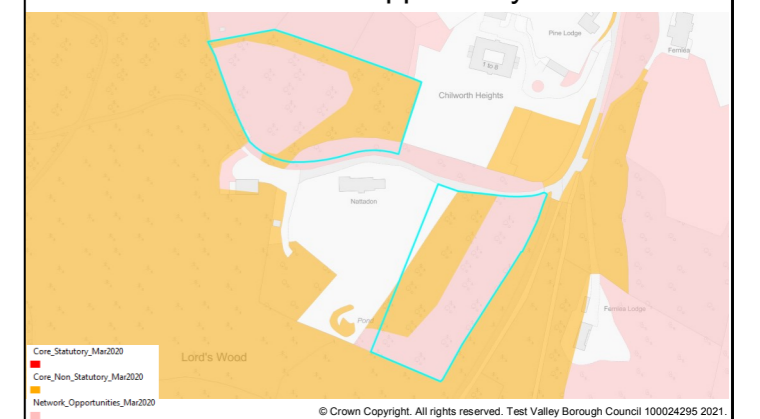 Pine Lodge
Fernlea
1 to 8
Chilworth Heights
Nattadon
Pond
Fernlea Lodge
Lord's Wood
Core_Statutory_Mar2020
Core_Non_Statutory_Mar2020
Network_Opportunities_Mar2020
© Crown Copyright. All rights reserved. Test Valley Borough Council 100024295 2021.